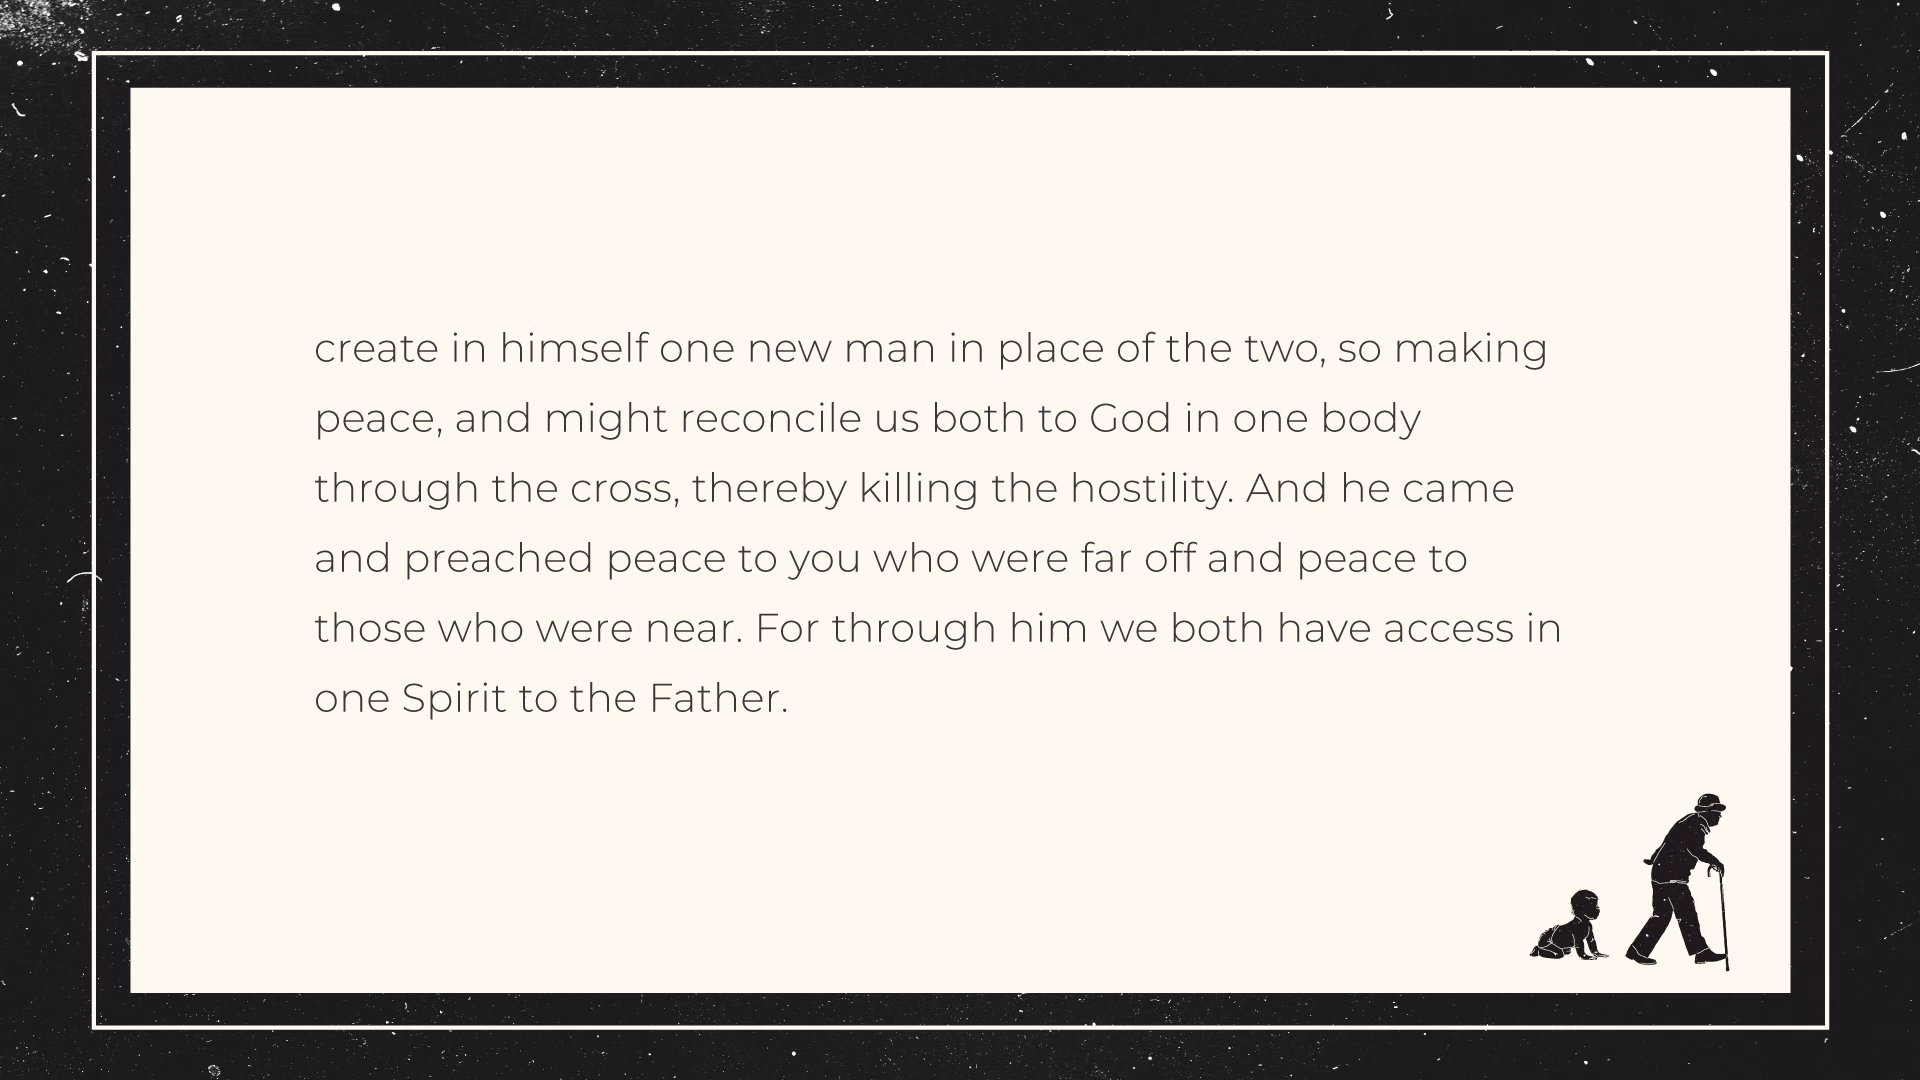 create in himself one new man in place of the two, so making
peace, and might reconcile us both to God in one body
through the cross, thereby killing the hostility. And he came
and preached peace to you who were far off and peace to
those who were near. For through him we both have access in
one Spirit to the Father.